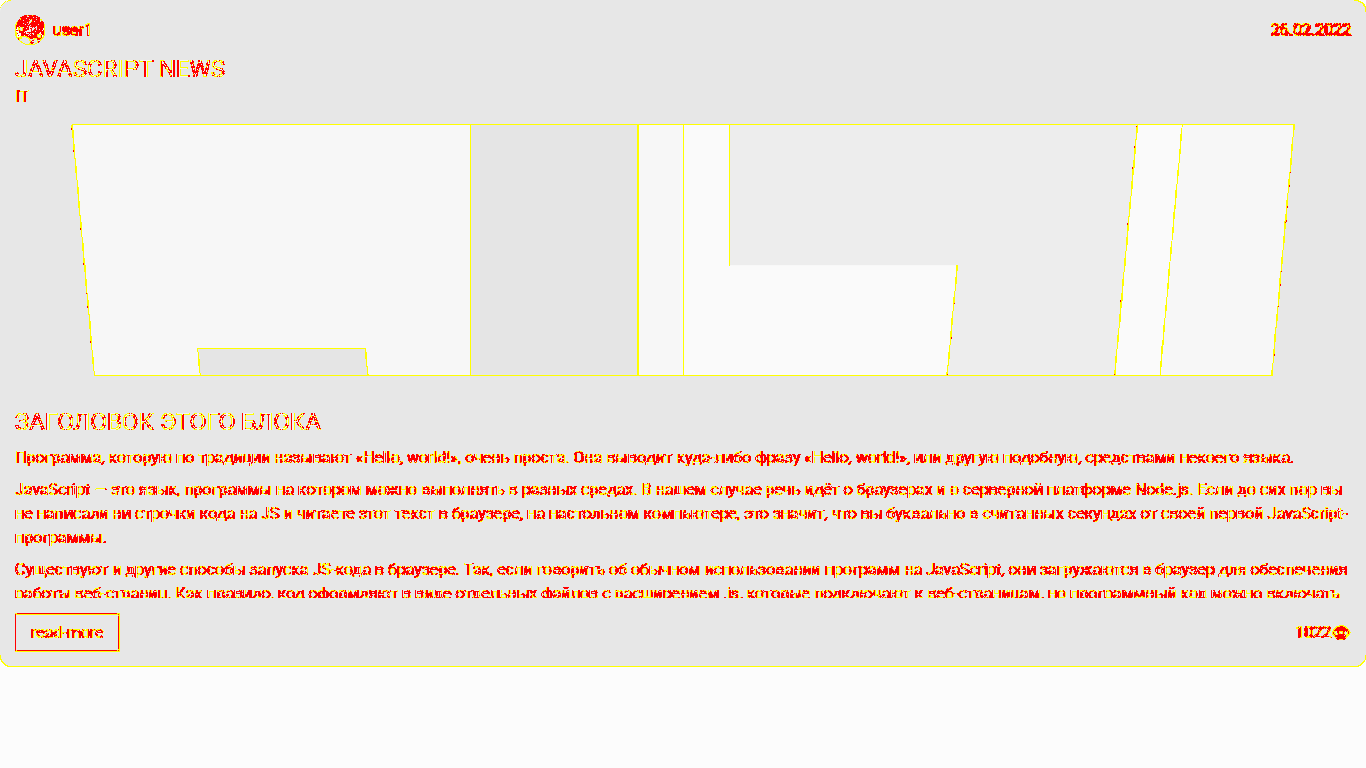 user1
25.02.2022
JAVASCRIPT NEWS
IT
ЗАГОЛОВОК ЭТОГО БЛОКА
Программа, которую по традиции называют «Hello, world!», очень проста. Она выводит куда-либо фразу «Hello, world!», или другую подобную, средствами некоего языка.
JavaScript — это язык, программы на котором можно выполнять в разных средах. В нашем случае речь идёт о браузерах и о серверной платформе Node.js. Если до сих пор вы
не написали ни строчки кода на JS и читаете этот текст в браузере, на настольном компьютере, это значит, что вы буквально в считанных секундах от своей первой JavaScript-
программы.
Существуют и другие способы запуска JS-кода в браузере. Так, если говорить об обычном использовании программ на JavaScript, они загружаются в браузер для обеспечения
работы веб-страниц. Как правило, код оформляют в виде отдельных файлов с расширением .js, которые подключают к веб-страницам, но программный код можно включать
read more